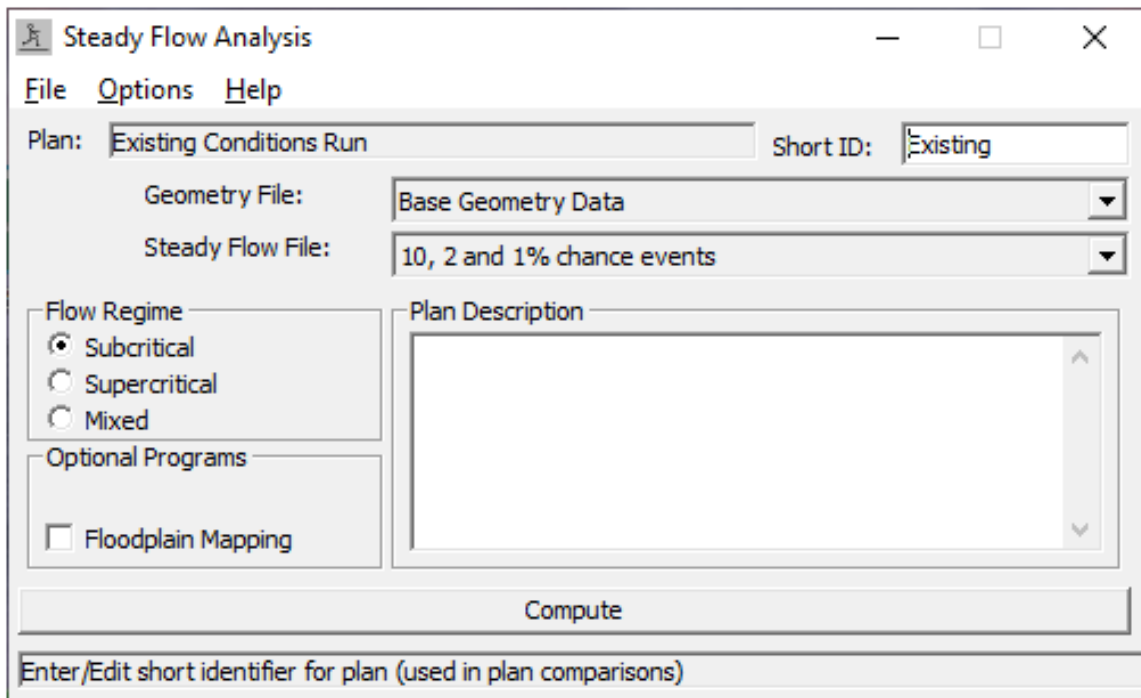 Steady Flow Analysis
File Options Help
Plan: Existing Conditions Run Short ID: Existing
Geometry File: Base Geometry Data
Steady Flow File: 10, 2 and 1% chance events
Flow Regime
Subcritical
Supercritical
Mixed
Plan Description
Optional Programs
Floodplain Mapping
Compute
Enter/Edit short identifier for plan (used in plan comparisons)